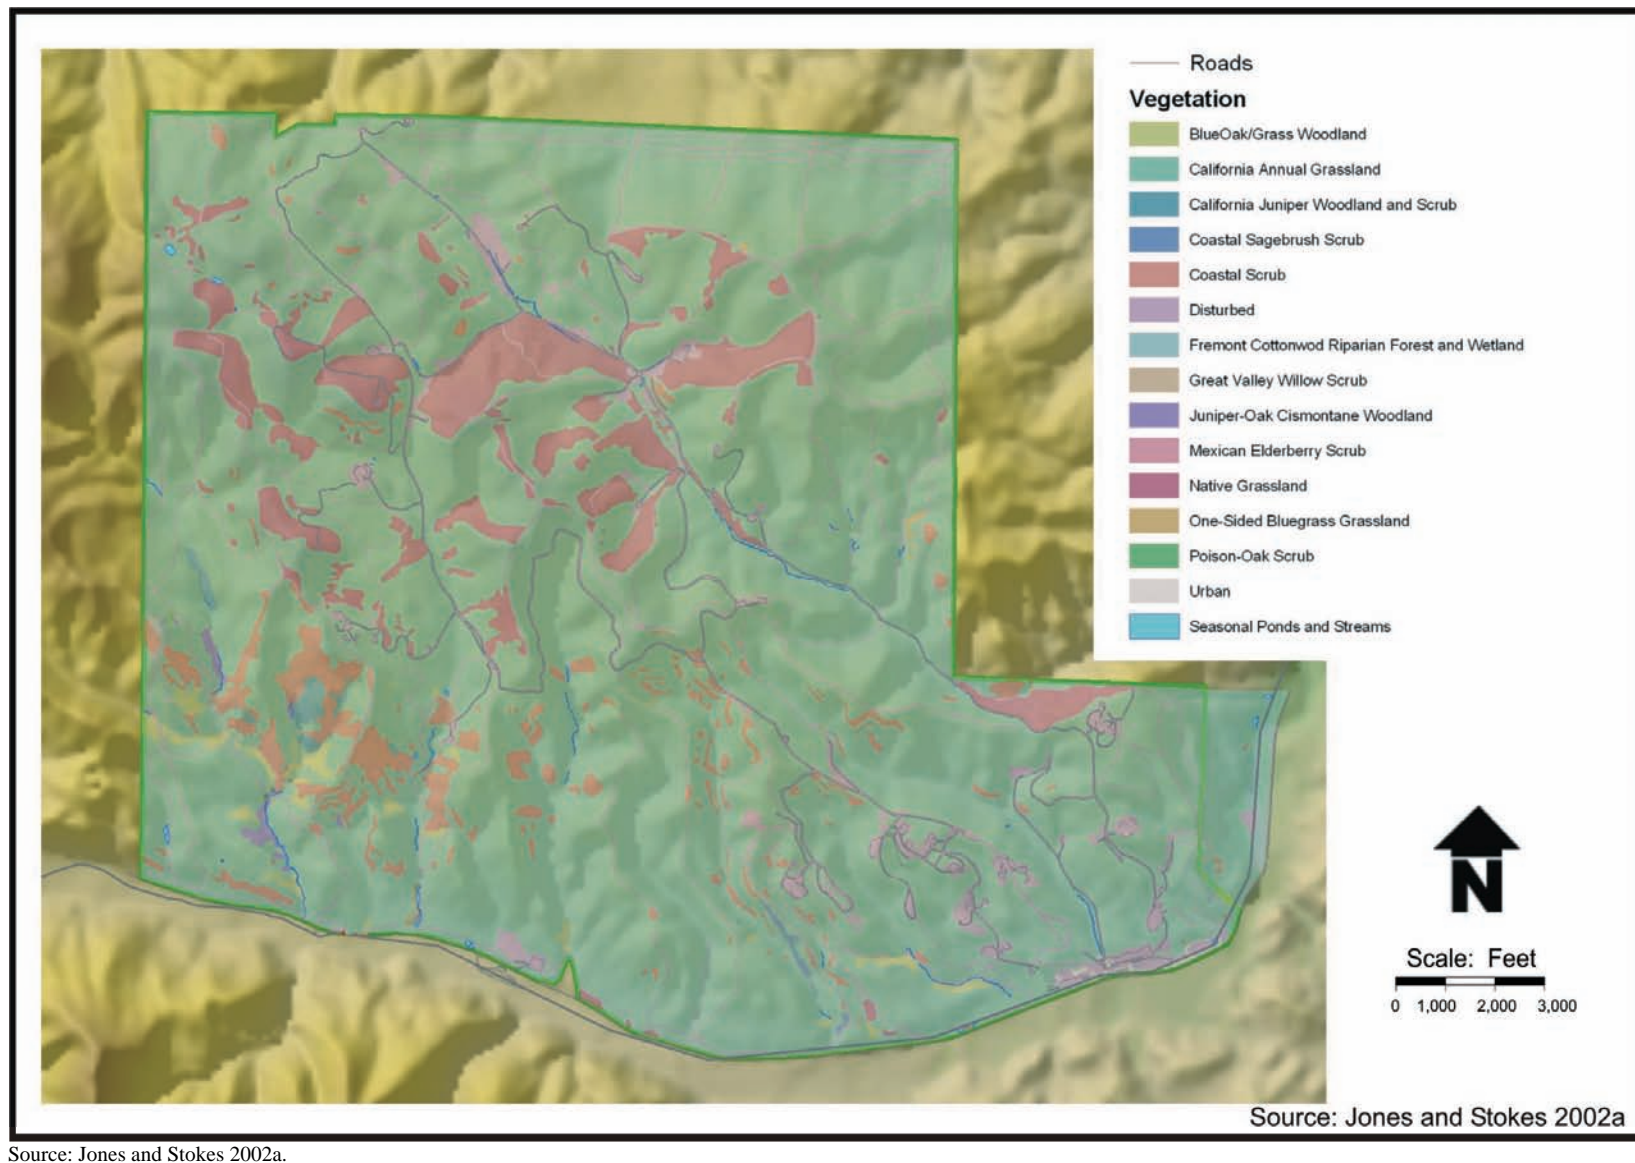 Roads
Vegetation
BlueOak/Grass Woodland
California Annual Grassland
California Juniper Woodland and Scrub
Coastal Sagebrush Scrub
Coastal Scrub
Disturbed
Fremont Cottonwod Riparian Forest and Wetland
Great Valley Willow Scrub
Juniper-Oak Cismontane Woodland
Mexican Elderberry Scrub
Native Grassland
One-Sided Bluegrass Grassland
Poison-Oak Scrub
Urban
Seasonal Ponds and Streams
N
Scale: Feet
0 1,000 2,000 3,000
Source: Jones and Stokes 2002a
Source: Jones and Stokes 2002a.